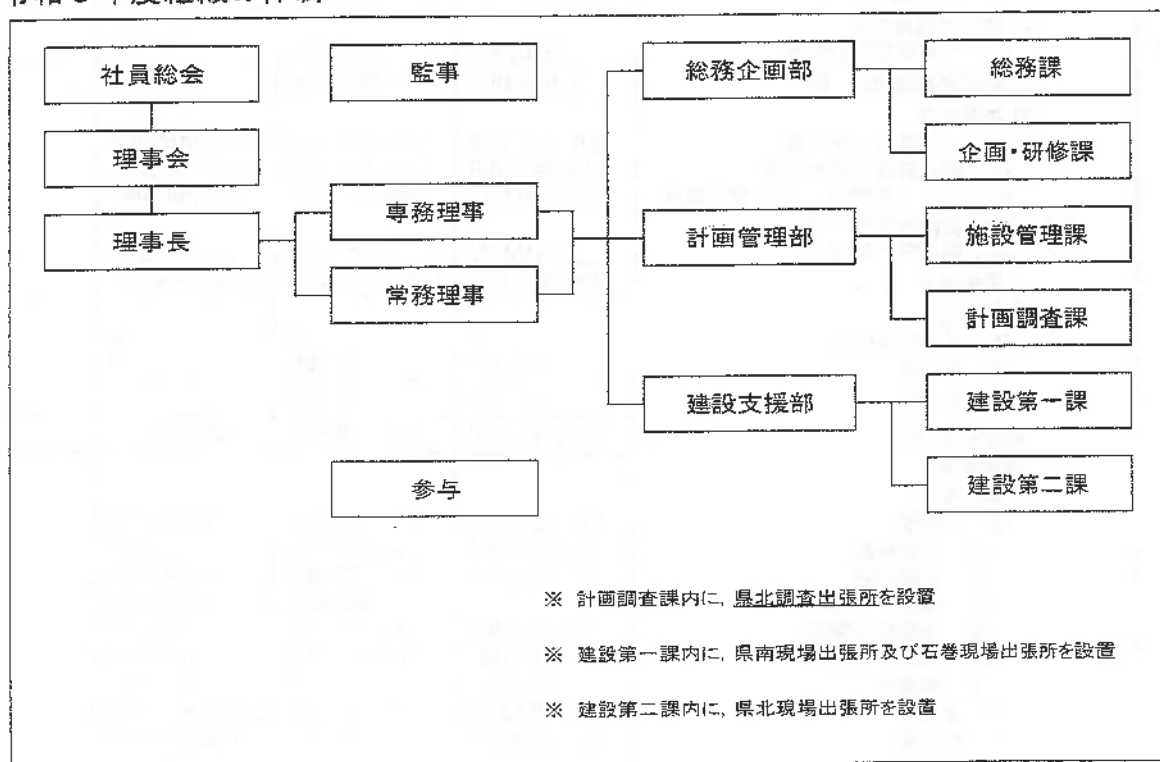 社員総会
監事
総務企画部
総務課
理事会
企画・研修課
理事長
専務理事
計画管理部
施設管理課
常務理事
計画調査課
建設支援部
建設第一課
参与
建設第二課
※ 計画調査課内に, 県北調査出張所を設置
※ 建設第一課内に, 県南現場出張所及び石巻現場出張所を設置
※ 建設第二課内に, 県北現場出張所を設置